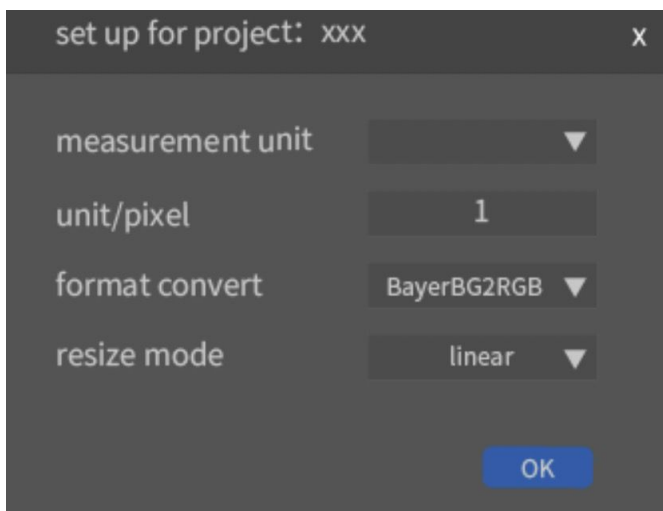 set up for project: xxx x
measurement unit
unit/pixel 1
format convert BayerBG2RGB
resize mode linear
OK